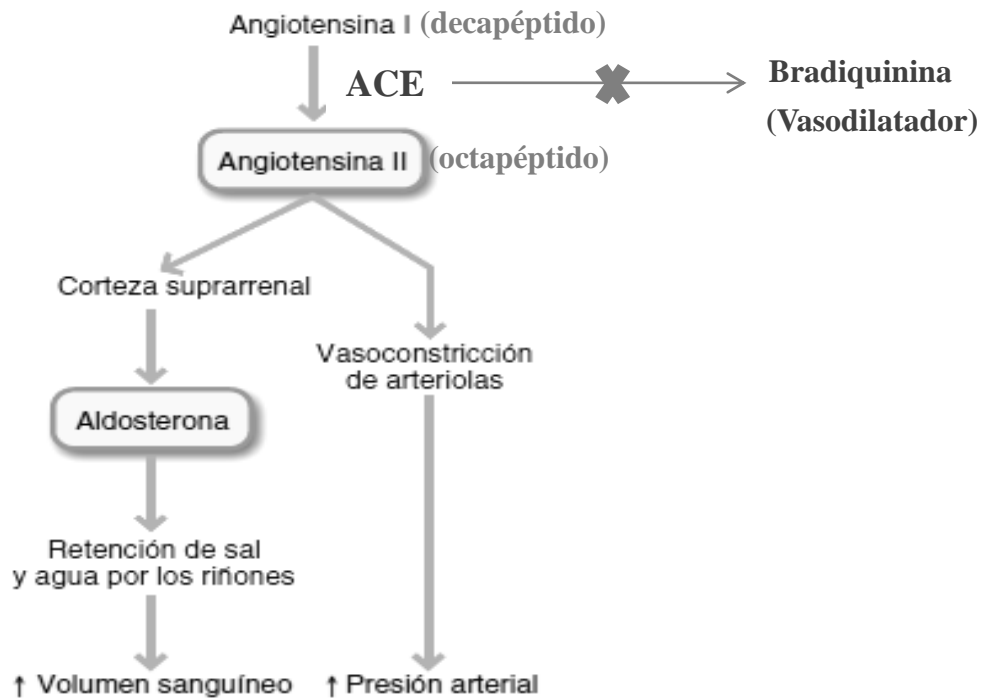 Angiotensina I (decapéptido)
ACE
Bradiquinina
(Vasodilatador)
Angiotensina II (octapéptido)
Corteza suprarrenal
Vasoconstricción
de arteriolas
Aldosterona
Retención de sal
y agua por los riñones
↑ Volumen sanguíneo
↑ Presión arterial